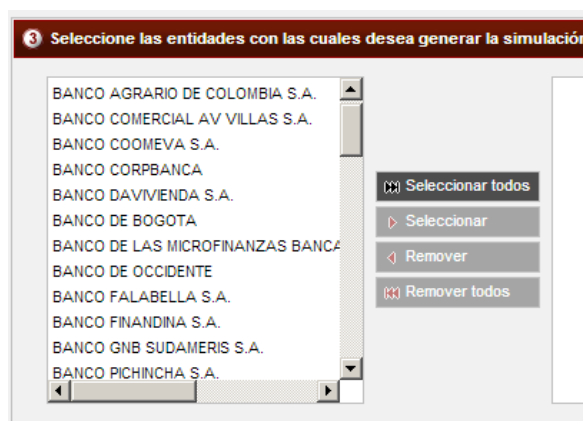 3 Seleccione las entidades con las cuales desea generar la simulación
BANCO AGRARIO DE COLOMBIA S.A.
BANCO COMERCIAL AV VILLAS S.A.
BANCO COOMEVA S.A.
BANCO CORPBANCA
BANCO DAVIVIENDA S.A.
BANCO DE BOGOTA
BANCO DE LAS MICROFINANZAS BANCA
BANCO DE OCCIDENTE
BANCO FALABELLA S.A.
BANCO FINANDINA S.A.
BANCO GNB SUDAMERIS S.A.
BANCO PICHINCHA S.A.
Seleccionar todos
Seleccionar
Remover
Remover todos